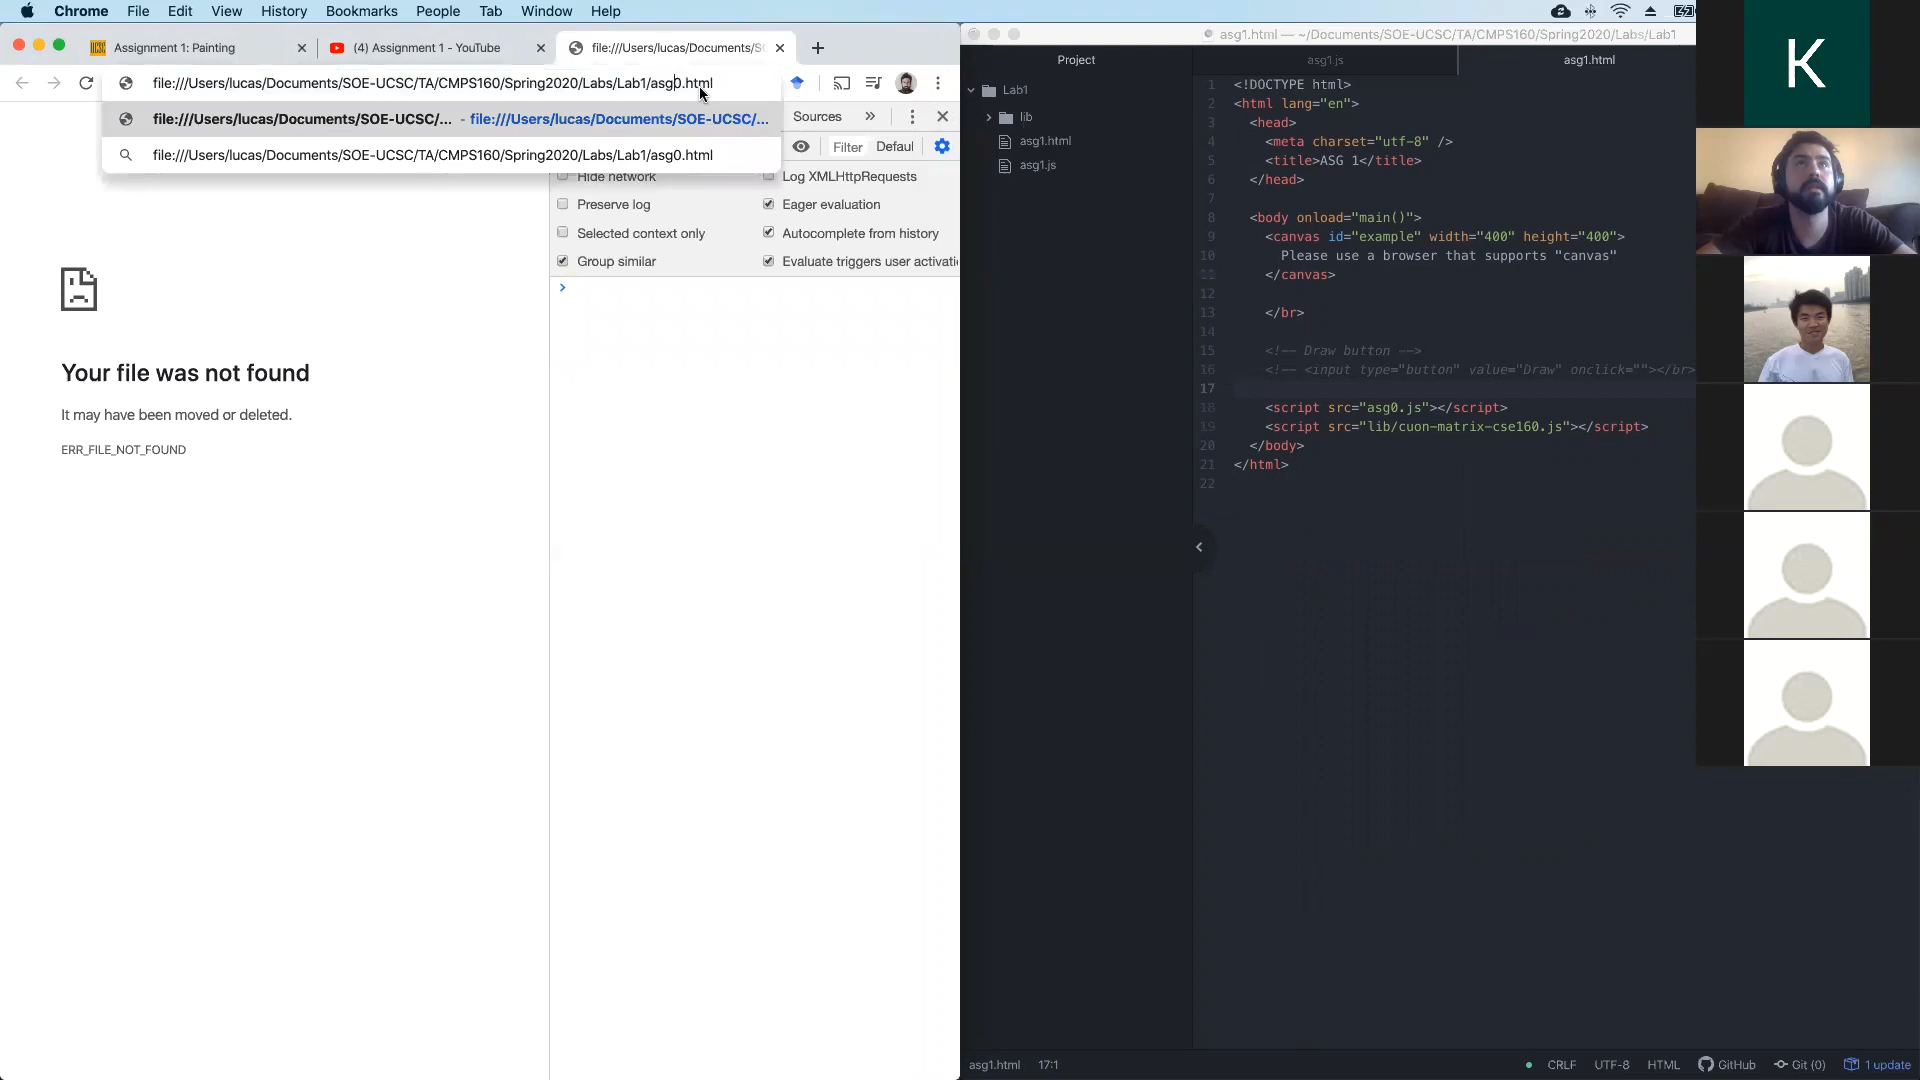 Chrome File Edit View History Bookmarks People Tab Window Help
Assignment 1: Painting
(4) Assignment 1 - YouTube
file:///Users/lucas/Documents/S
file:///Users/lucas/Documents/SOE-UCSC/TA/CMPS160/Spring2020/Labs/Lab1/asg0.html
file:///Users/lucas/Documents/SOE-UCSC/... - file:///Users/lucas/Documents/SOE-UCSC/...
file:///Users/lucas/Documents/SOE-UCSC/TA/CMPS160/Spring2020/Labs/Lab1/asg0.html
Sources
Filter Defaul
Hide network
Log XMLHttpRequests
Preserve log
Eager evaluation
Selected context only
Autocomplete from history
Group similar
Evaluate triggers user activati
Your file was not found
It may have been moved or deleted.
ERR_FILE_NOT_FOUND
asg1.html — ~/Documents/SOE-UCSC/TA/CMPS160/Spring2020/Labs/Lab1
Project
asg1.js
asg1.html
Lab1
lib
asg1.html
asg1.js
1 <!DOCTYPE html>
2 <html lang="en">
3 <head>
4 <meta charset="utf-8" />
5 <title>ASG 1</title>
6 </head>
7
8 <body onload="main()">
9 <canvas id="example" width="400" height="400">
10 Please use a browser that supports "canvas"
11 </canvas>
12
13 </br>
14
15 <!-- Draw button -->
16 <!-- <input type="button" value="Draw" onclick=""></br>
17
18 <script src="asg0.js"></script>
19 <script src="lib/cuon-matrix-cse160.js"></script>
20 </body>
21 </html>
22
asg1.html 17:1
CRLF UTF-8 HTML GitHub Git (0) 1 update
K